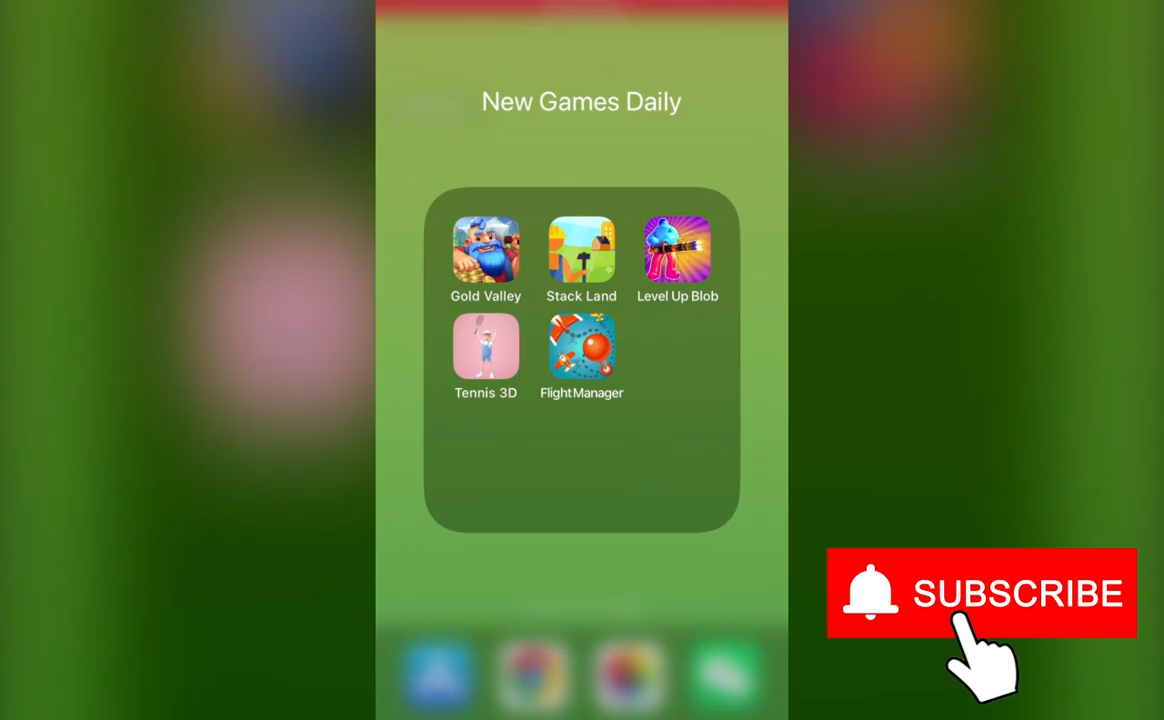 New Games Daily
Gold Valley
Stack Land
Level Up Blob
Tennis 3D
FlightManager
SUBSCRIBE